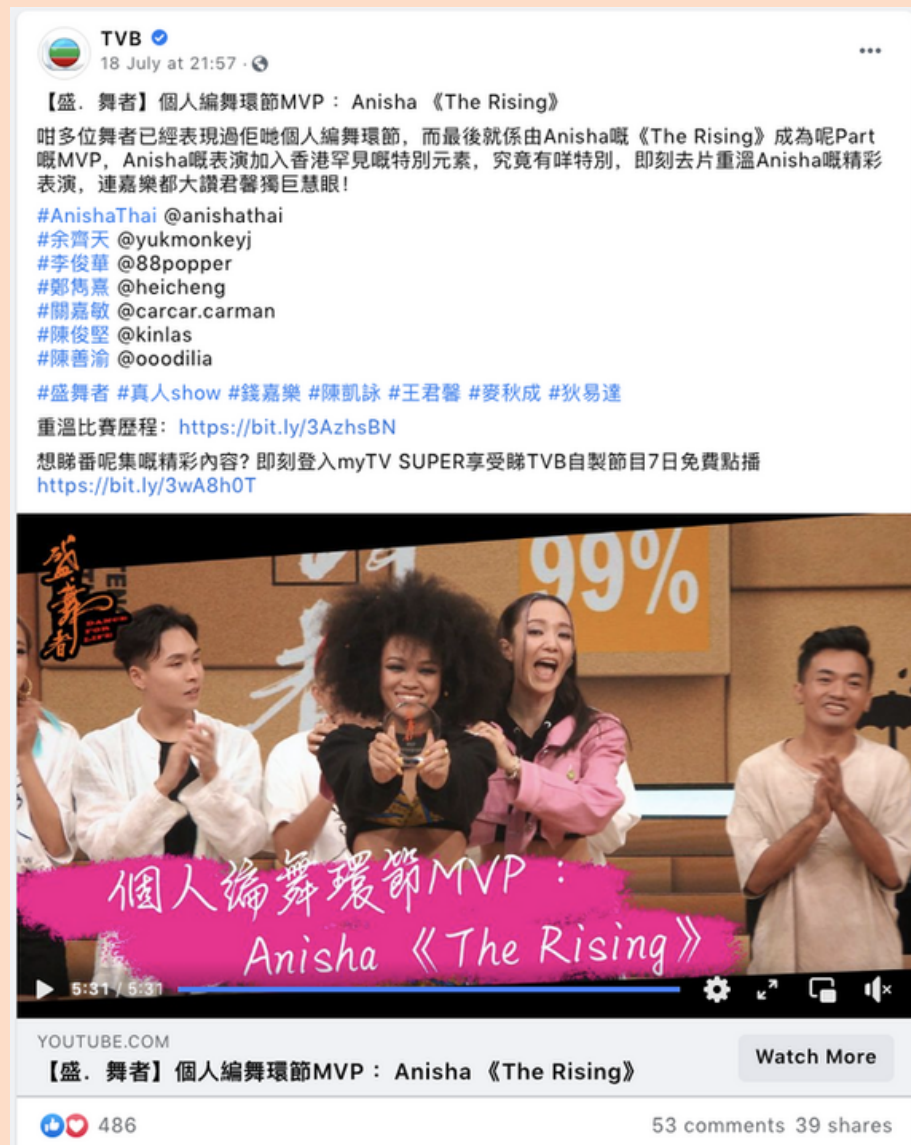 TVB
18 July at 21:57 ·
【盛．舞者】個人編舞環節MVP： Anisha 《The Rising》
咁多位舞者已經表現過佢哋個人編舞環節，而最後就係由Anisha嘅《The Rising》成為呢Part
嘅MVP，Anisha嘅表演加入香港罕見嘅特別元素，究竟有咩特別，即刻去片重溫Anisha嘅精彩
表演，連嘉樂都大讚君馨獨巨慧眼！
#AnishaThai @anishathai
#余齊天 @yukmonkeyj
#李俊華 @88popper
#鄭雋熹 @heicheng
#關嘉敏 @carcar.carman
#陳俊堅 @kinlas
#陳善渝 @ooodilia
#盛舞者 #真人show #錢嘉樂 #陳凱詠 #王君馨 #麥秋成 #狄易達
重溫比賽歷程： https://bit.ly/3AzhsBN
想睇番呢集嘅精彩內容? 即刻登入myTV SUPER享受睇TVB自製節目7日免費點播
https://bit.ly/3wA8h0T
盛舞者
DANCE
FOR
LIFE
99%
個人編舞環節MVP：
Anisha 《The Rising》
5:31 / 5:31
YOUTUBE.COM
【盛．舞者】個人編舞環節MVP： Anisha 《The Rising》
Watch More
486
53 comments 39 shares